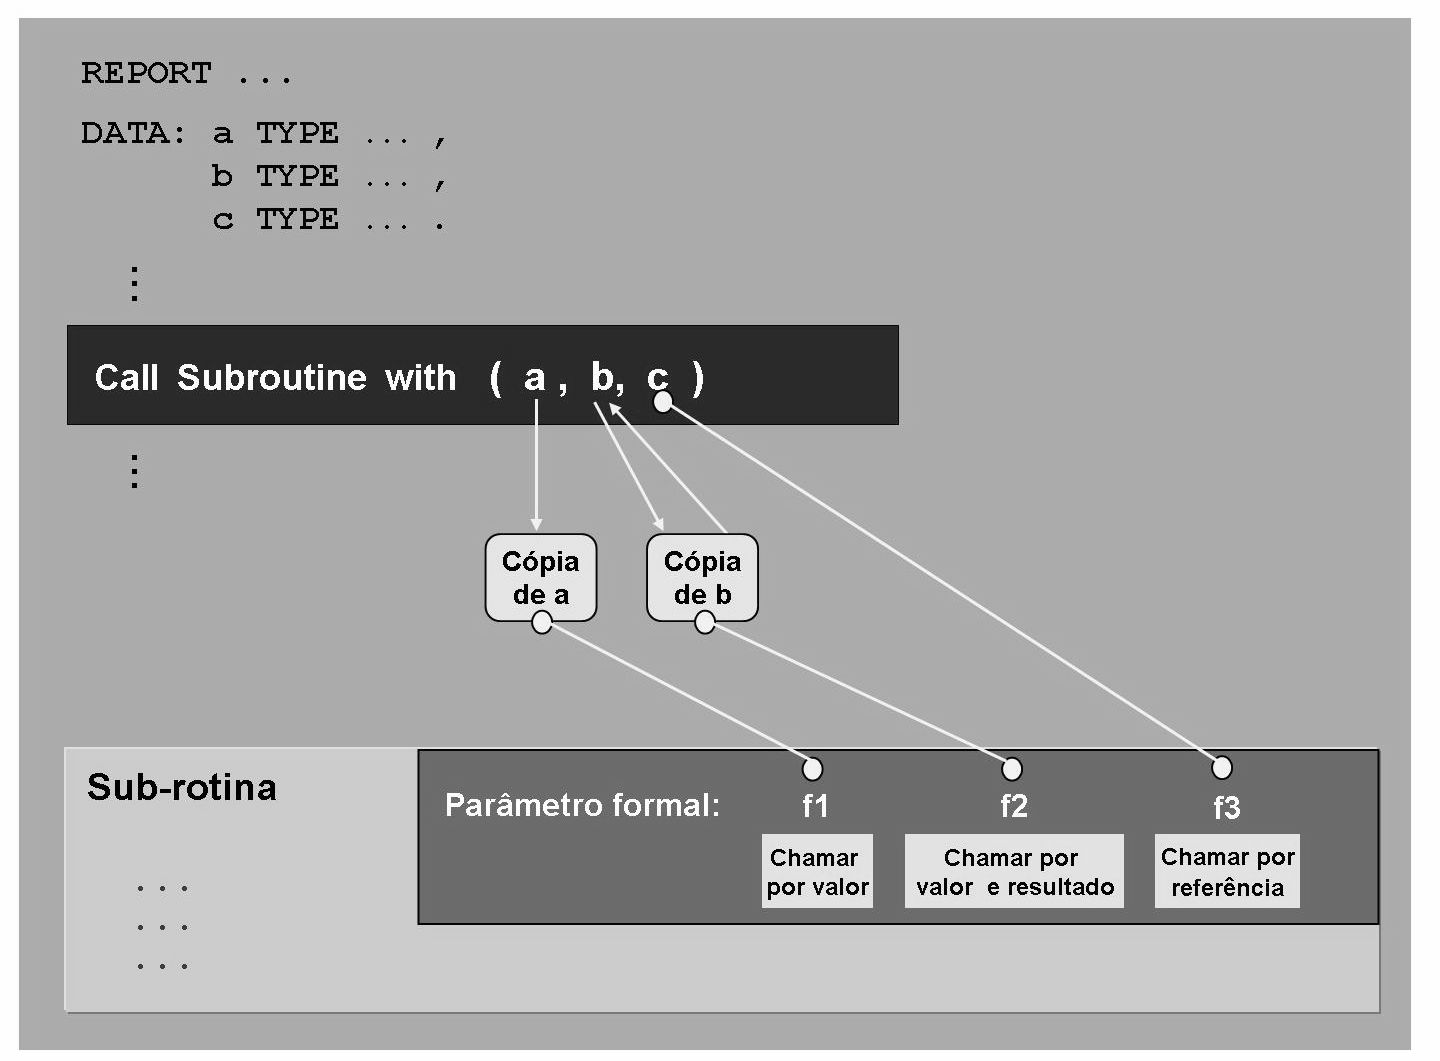 REPORT ...
DATA: a TYPE ... ,
b TYPE ... ,
c TYPE ... .
Call Subroutine with ( a , b, c )
Cópia
de a
Cópia
de b
Sub-rotina
Parâmetro formal:
f1
f2
f3
Chamar
por valor
Chamar por
valor e resultado
Chamar por
referência
...
...
...